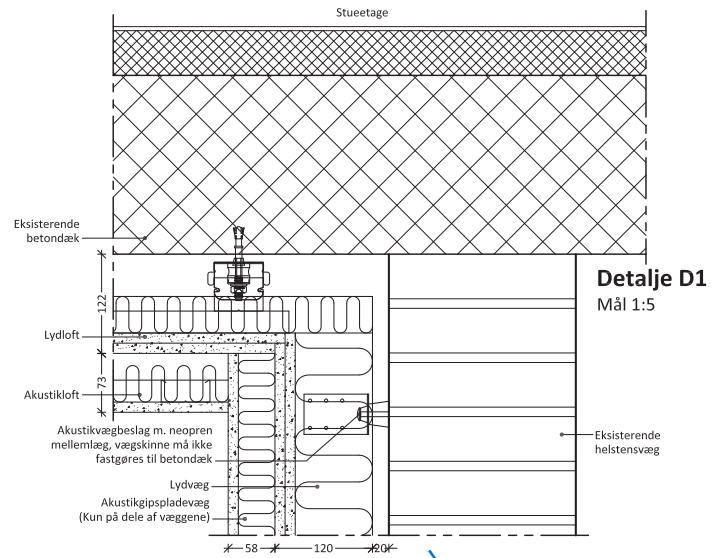 Stueetage
Eksisterende
betondæk
Detalje D1
Mål 1:5
122
Lydloft
73
Akustikloft
Akustikvægbeslag m. neopren
mellemlæg, vægskinne må ikke
fastgøres til betondæk
Eksisterende
helstensvæg
Lydvæg
Akustikgipspladevæg
(Kun på dele af væggene)
58
120
20